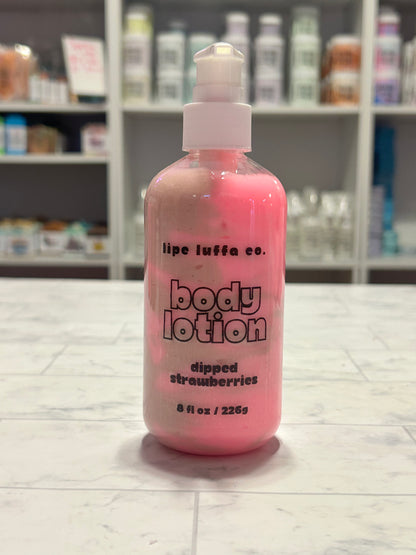 lipe luffa co.
body
lotion
dipped
strawberries
8 fl oz / 226g